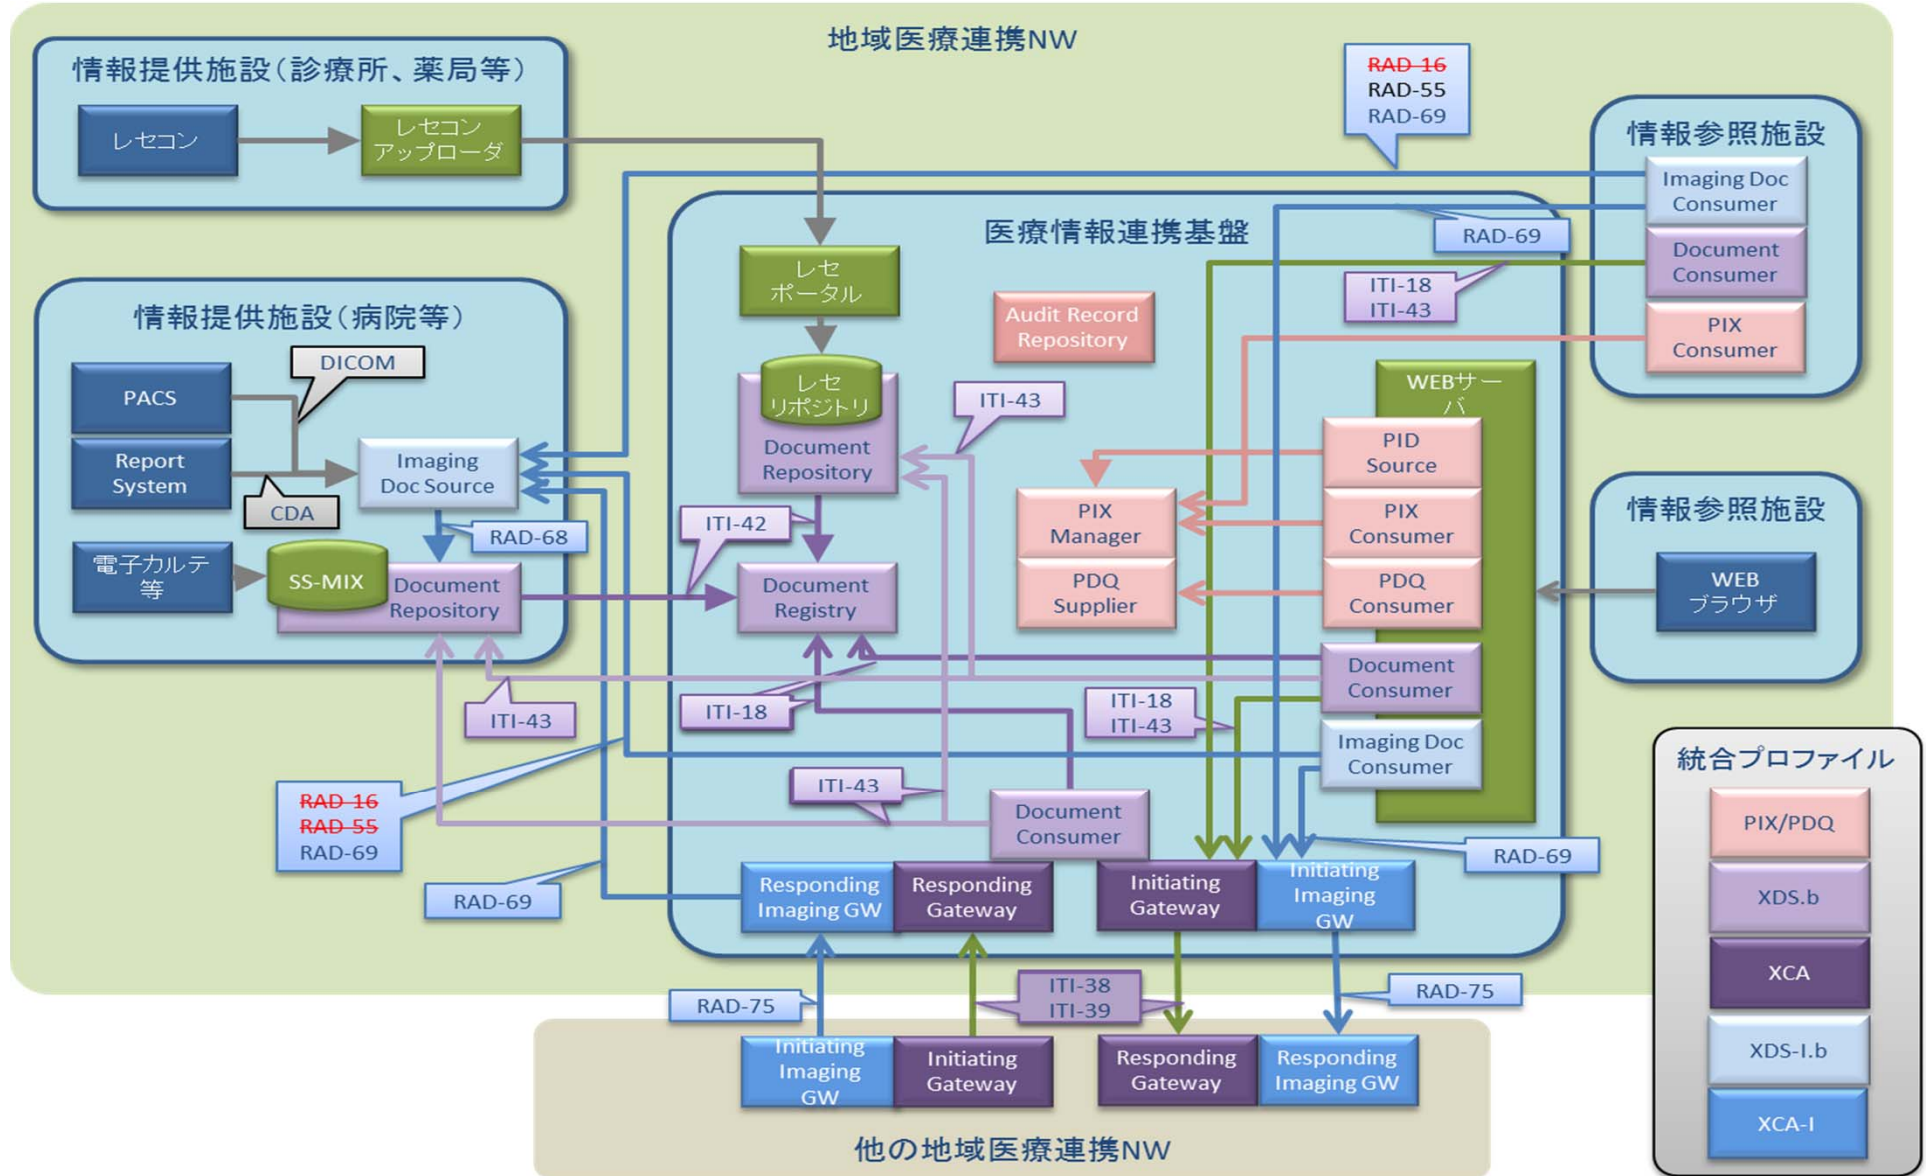 地域医療連携NW
情報提供施設(診療所、薬局等)
レセコン
レセコン
アップローダ
RAD-16
RAD-55
RAD-69
情報参照施設
Imaging Doc
Consumer
Document
Consumer
PIX
Consumer
RAD-69
ITI-18
ITI-43
医療情報連携基盤
レセ
ポータル
Audit Record
Repository
レセ
リポジトリ
Document
Repository
ITI-43
WEBサー
バ
PID
Source
PIX
Consumer
PDQ
Consumer
Document
Consumer
Imaging Doc
Consumer
PIX
Manager
PDQ
Supplier
情報提供施設(病院等)
DICOM
PACS
Report
System
CDA
Imaging
Doc Source
RAD-68
電子カルテ
等
SS-MIX
Document
Repository
ITI-42
Document
Registry
情報参照施設
WEB
ブラウザ
ITI-43
ITI-18
ITI-18
ITI-43
ITI-43
RAD-16
RAD-55
RAD-69
RAD-69
Document
Consumer
RAD-69
Responding
Imaging GW
Responding
Gateway
Initiating
Gateway
Initiating
Imaging
GW
RAD-75
ITI-38
ITI-39
RAD-75
Initiating
Imaging
GW
Initiating
Gateway
Responding
Gateway
Responding
Imaging GW
他の地域医療連携NW
統合プロファイル
PIX/PDQ
XDS.b
XCA
XDS-I.b
XCA-I